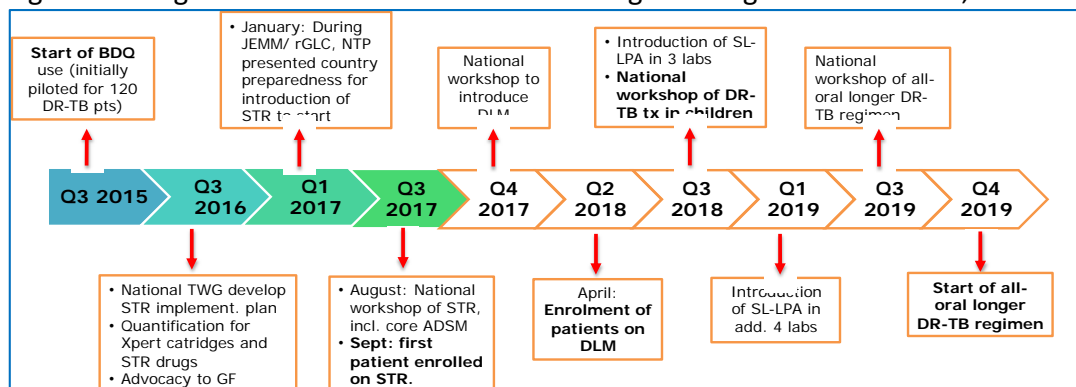 Start of BDQ
use (initially
piloted for 120
DR-TB pts)
• January: During
JEMM/ rGLC, NTP
presented country
preparedness for
introduction of
STR to start
National
workshop to
introduce
DLM
• Introduction of SL-
LPA in 3 labs
• National
workshop of DR-
TB tx in children
National
workshop of all-
oral longer DR-
TB regimen
Q3 2015
Q3
2016
Q1
2017
Q3
2017
Q4
2017
Q2
2018
Q3
2018
Q1
2019
Q3
2019
Q4
2019
• National TWG develop
STR implement. plan
• Quantification for
Xpert catridges and
STR drugs
• Advocacy to GF
• August: National
workshop of STR,
incl. core ADSM
• Sept: first
patient enrolled
on STR.
April:
Enrolment of
patients on
DLM
Introduction
of SL-LPA in
add. 4 labs
Start of all-
oral longer
DR-TB regimen